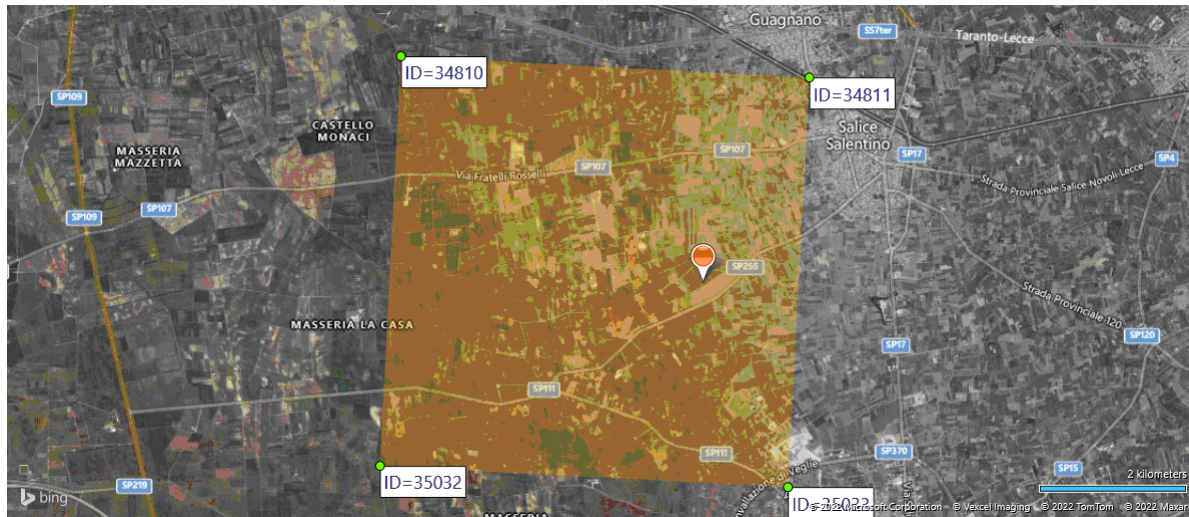 Guagnano
SS7ter
Taranto-Lecce
ID=34810
ID=34811
SP109
CASTELLO
MONACI
MASSERIA
MAZZETTA
Salice
Salentino
SP107
SP107
SP17
SP4
Via Fratelli Rosselli
Strada Provinciale Salice Novoli-Lecce
SP109
SP107
SP255
Strada Provinciale 120
MASSERIA LA CASA
SP17
SP120
SP111
SP111
SP370
SP15
ID=35032
SP219
2 kilometers
bing
ID=35033
© 2022 Microsoft Corporation © Vexcel Imaging © 2022 TomTom © 2022 Maxar
MASSERIA